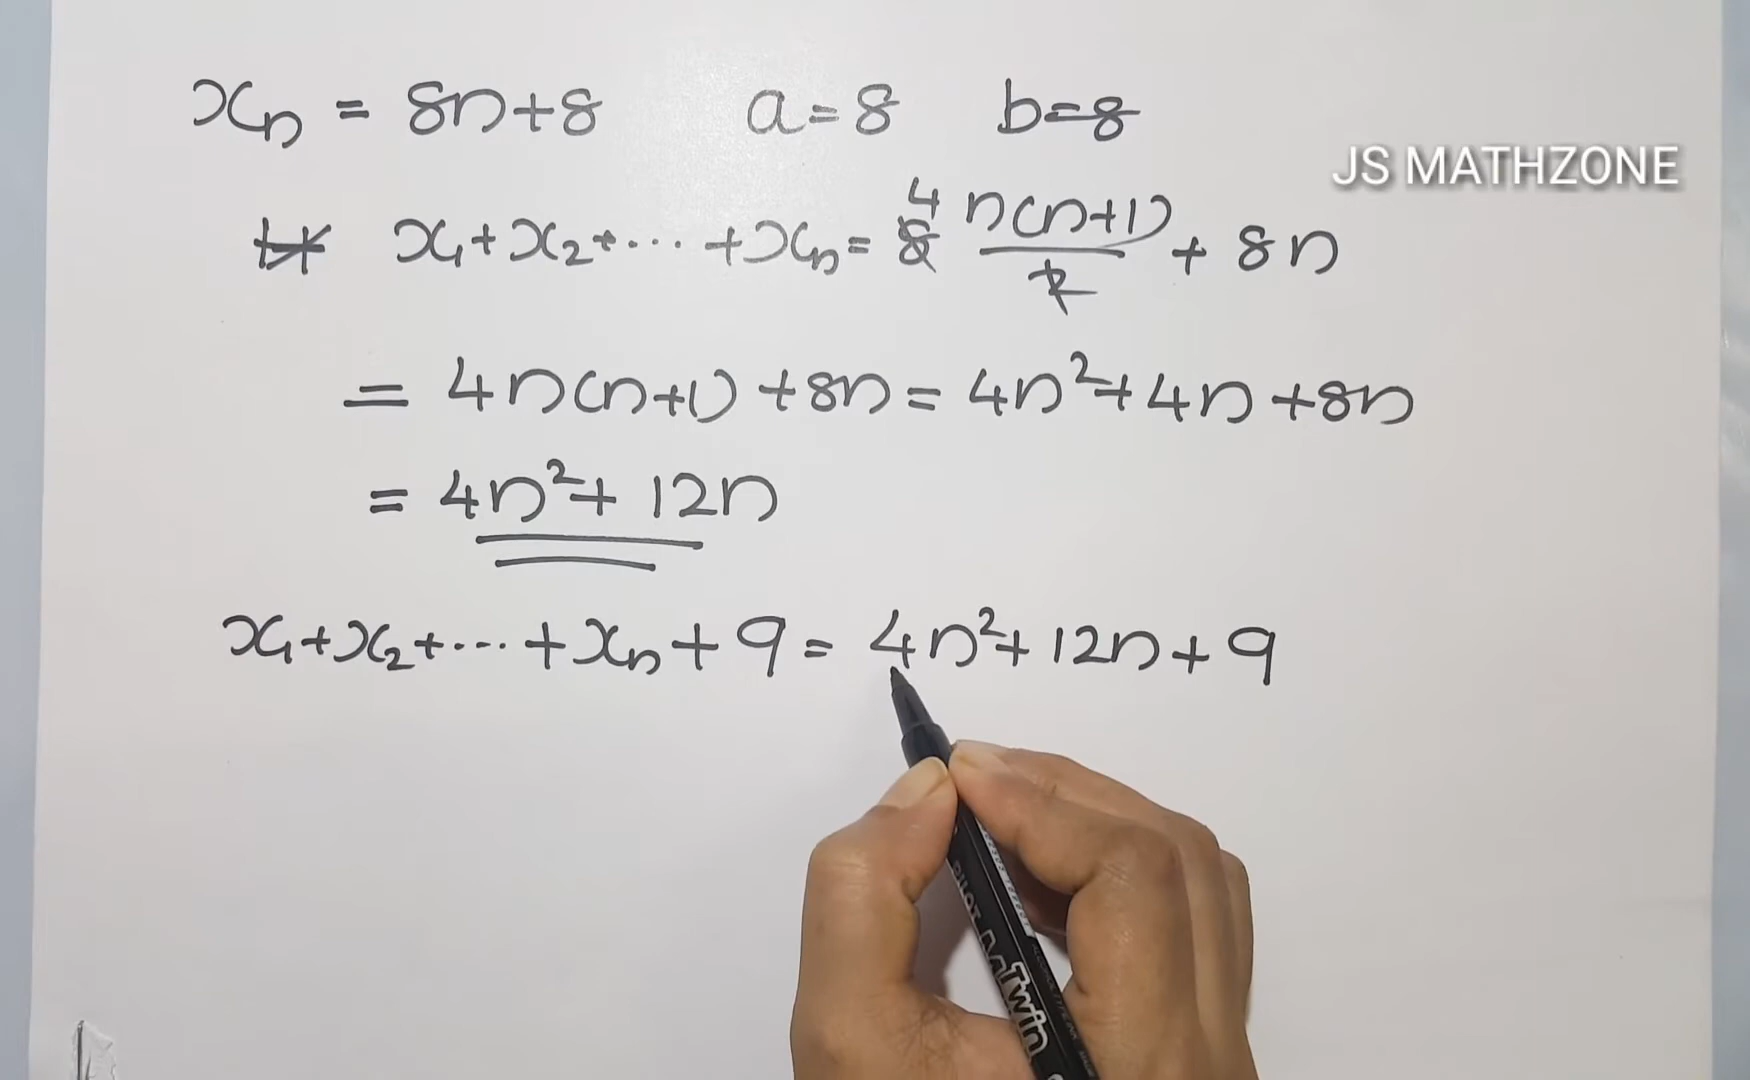 xₙ = 8n+8 a=8 b=8
JS MATHZONE
x₁+x₂+···+xₙ= 8 4 n(n+1)/2 + 8n
= 4n(n+1)+8n = 4n²+4n+8n
= 4n²+12n
x₁+x₂+···+xₙ+9 = 4n²+12n+9
PILOT
Twin